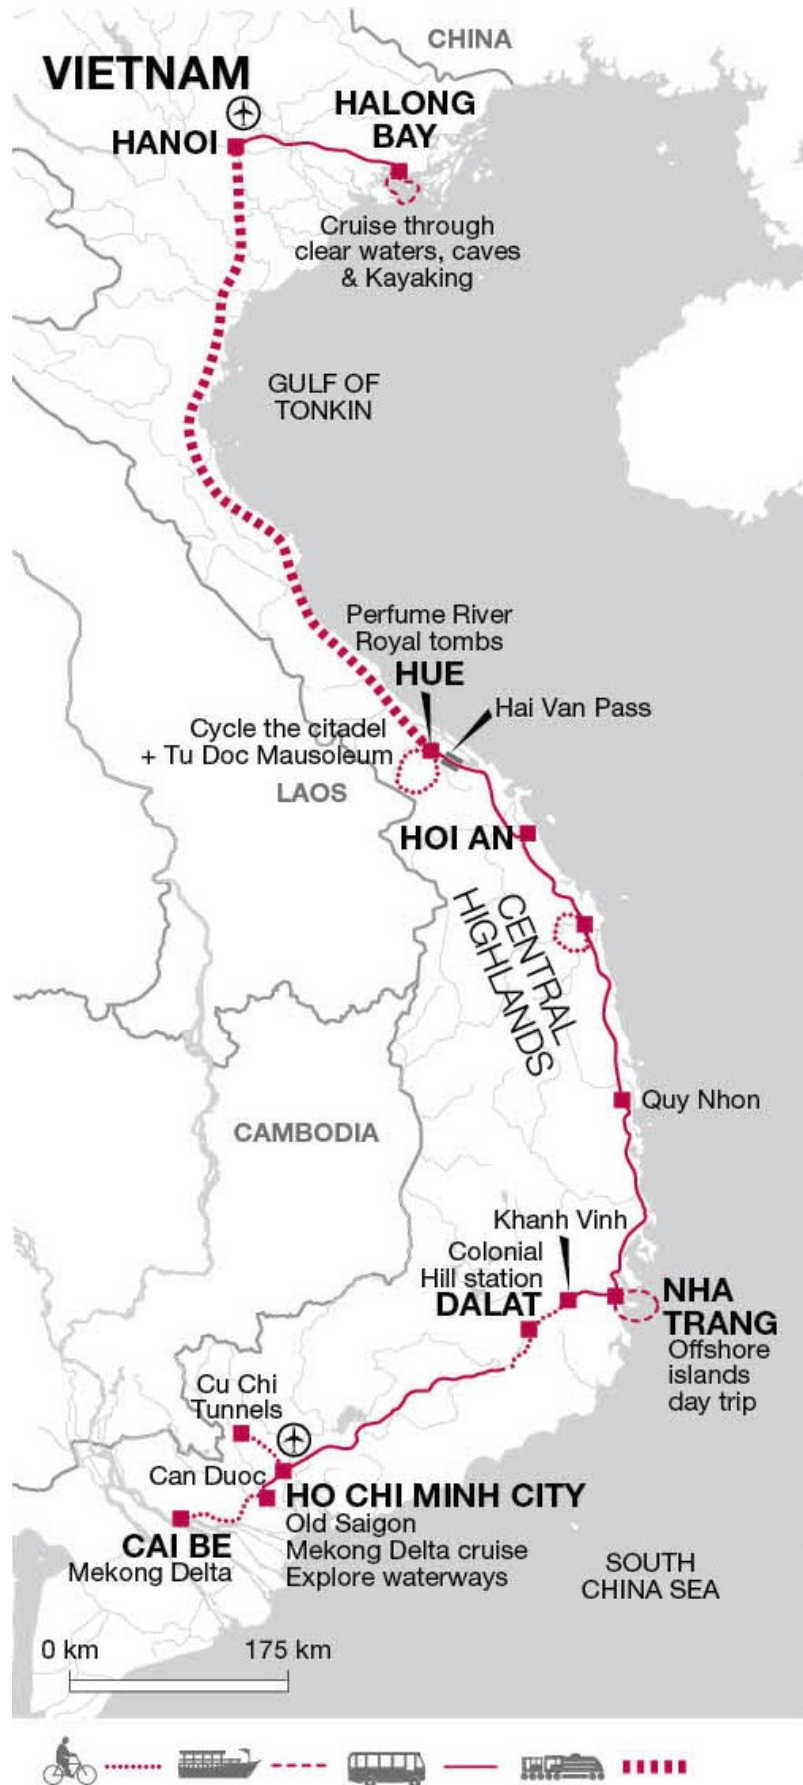 CHINA
VIETNAM
HALONG
BAY
HANOI
Cruise through
clear waters, caves
& Kayaking
GULF OF
TONKIN
Perfume River
Royal tombs
HUE
Hai Van Pass
Cycle the citadel
+ Tu Doc Mausoleum
LAOS
HOI AN
CENTRAL
HIGHLANDS
Quy Nhon
CAMBODIA
Khanh Vinh
Colonial
Hill station
DALAT
NHA
TRANG
Offshore
islands
day trip
Cu Chi
Tunnels
Can Duoc
HO CHI MINH CITY
Old Saigon
Mekong Delta cruise
Explore waterways
CAI BE
Mekong Delta
SOUTH
CHINA SEA
0 km 175 km